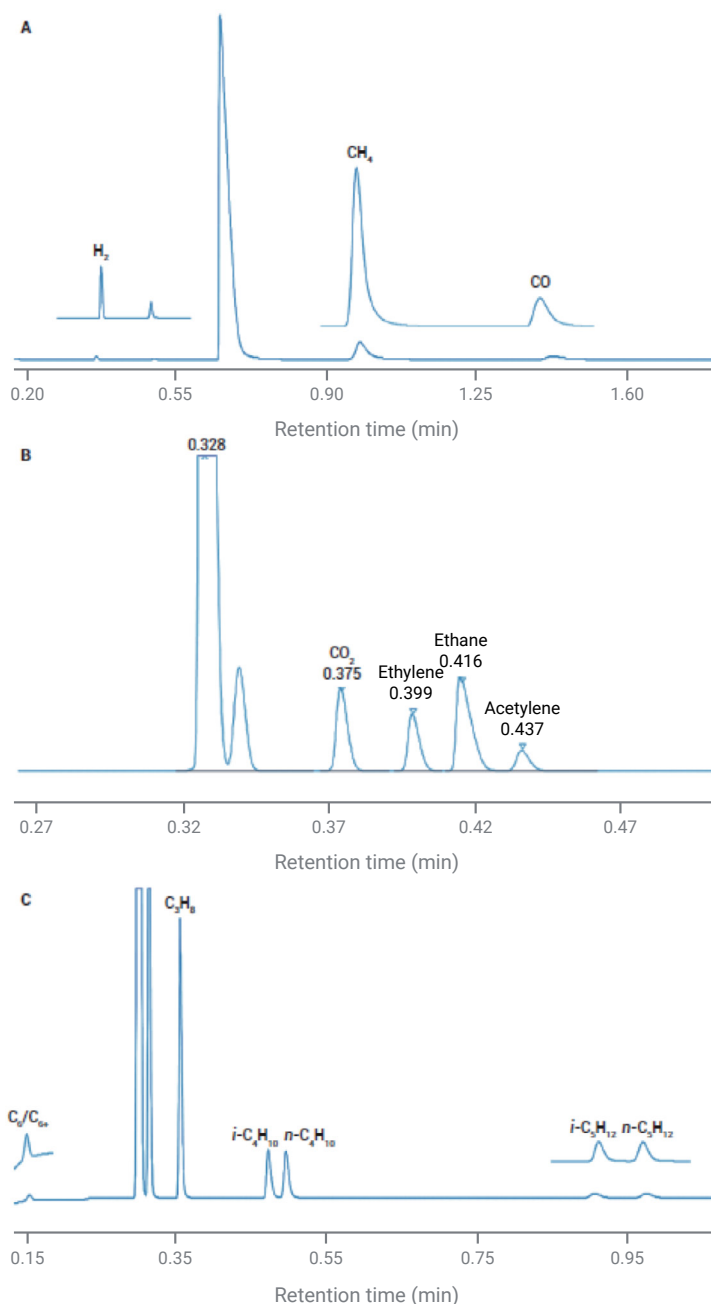 A
H₂
CH₄
CO
0.20 0.55 0.90 1.25 1.60
Retention time (min)
B
0.328
CO₂
0.375
Ethylene
0.399
Ethane
0.416
Acetylene
0.437
0.27 0.32 0.37 0.42 0.47
Retention time (min)
C
C₃H₈
C₆/C₆₊
i-C₄H₁₀ n-C₄H₁₀
i-C₅H₁₂ n-C₅H₁₂
0.15 0.35 0.55 0.75 0.95
Retention time (min)